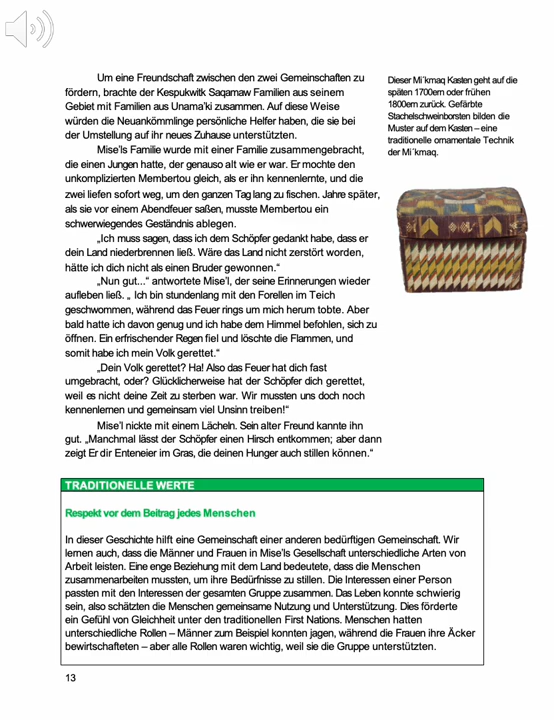 Um eine Freundschaft zwischen den zwei Gemeinschaften zu
fördern, brachte der Kespukwitk Saqamaw Familien aus seinem
Gebiet mit Familien aus Unama'ki zusammen. Auf diese Weise
würden die Neuankömmlinge persönliche Helfer haben, die sie bei
der Umstellung auf ihr neues Zuhause unterstützten.
Mise'ls Familie wurde mit einer Familie zusammengebracht,
die einen Jungen hatte, der genauso alt wie er war. Er mochte den
unkomplizierten Membertou gleich, als er ihn kennenlernte, und die
zwei liefen sofort weg, um den ganzen Tag lang zu fischen. Jahre später,
als sie vor einem Abendfeuer saßen, musste Membertou ein
schwerwiegendes Geständnis ablegen.
„Ich muss sagen, dass ich dem Schöpfer gedankt habe, dass er
dein Land niederbrennen ließ. Wäre das Land nicht zerstört worden,
hätte ich dich nicht als einen Bruder gewonnen.“
„Nun gut...“ antwortete Mise'l, der seine Erinnerungen wieder
aufleben ließ. „ Ich bin stundenlang mit den Forellen im Teich
geschwommen, während das Feuer rings um mich herum tobte. Aber
bald hatte ich davon genug und ich habe dem Himmel befohlen, sich zu
öffnen. Ein erfrischender Regen fiel und löschte die Flammen, und
somit habe ich mein Volk gerettet.“
„Dein Volk gerettet? Ha! Also das Feuer hat dich fast
umgebracht, oder? Glücklicherweise hat der Schöpfer dich gerettet,
weil es nicht deine Zeit zu sterben war. Wir mussten uns doch noch
kennenlernen und gemeinsam viel Unsinn treiben!“
Mise'l nickte mit einem Lächeln. Sein alter Freund kannte ihn
gut. „Manchmal lässt der Schöpfer einen Hirsch entkommen; aber dann
zeigt Er dir Enteneier im Gras, die deinen Hunger auch stillen können.“
Dieser Mi´kmaq Kasten geht auf die
späten 1700ern oder frühen
1800ern zurück. Gefärbte
Stachelschweinborsten bilden die
Muster auf dem Kasten – eine
traditionelle ornamentale Technik
der Mi´kmaq.
TRADITIONELLE WERTE
Respekt vor dem Beitrag jedes Menschen
In dieser Geschichte hilft eine Gemeinschaft einer anderen bedürftigen Gemeinschaft. Wir
lernen auch, dass die Männer und Frauen in Mise'ls Gesellschaft unterschiedliche Arten von
Arbeit leisten. Eine enge Beziehung mit dem Land bedeutete, dass die Menschen
zusammenarbeiten mussten, um ihre Bedürfnisse zu stillen. Die Interessen einer Person
passten mit den Interessen der gesamten Gruppe zusammen. Das Leben konnte schwierig
sein, also schätzten die Menschen gemeinsame Nutzung und Unterstützung. Dies förderte
ein Gefühl von Gleichheit unter den traditionellen First Nations. Menschen hatten
unterschiedliche Rollen – Männer zum Beispiel konnten jagen, während die Frauen ihre Äcker
bewirtschafteten – aber alle Rollen waren wichtig, weil sie die Gruppe unterstützten.
13